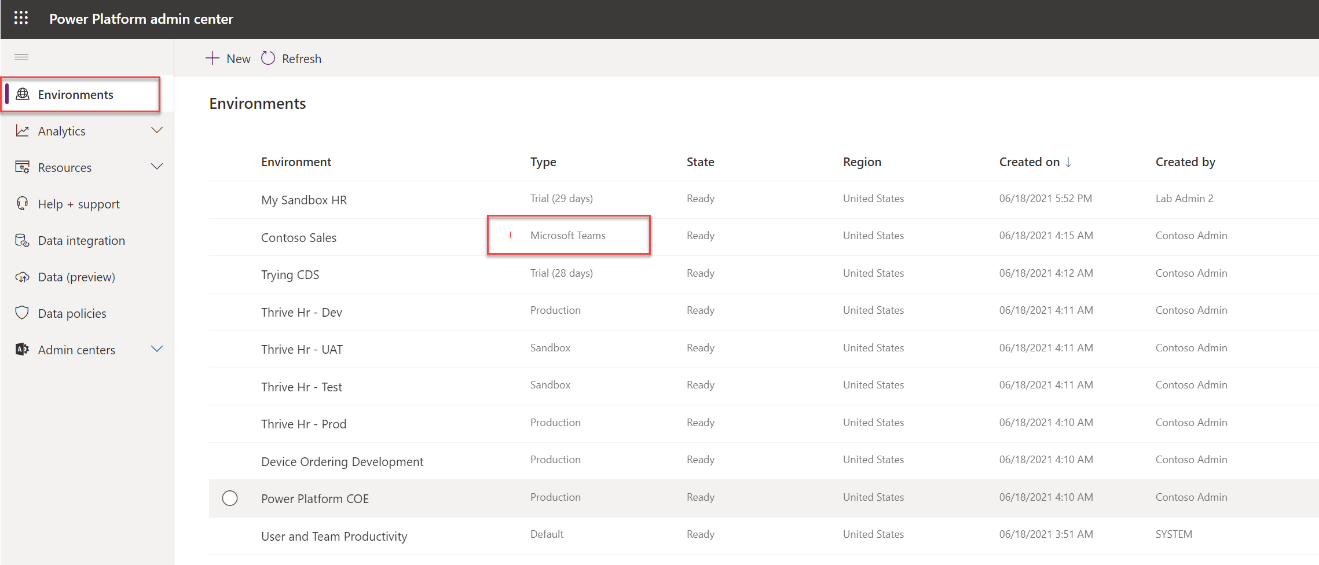 Power Platform admin center
New Refresh
Environments
Analytics
Resources
Help + support
Data integration
Data (preview)
Data policies
Admin centers
Environments
Environment Type State Region Created on ↓ Created by
My Sandbox HR Trial (29 days) Ready United States 06/18/2021 5:52 PM Lab Admin 2
Contoso Sales Microsoft Teams Ready United States 06/18/2021 4:15 AM Contoso Admin
Trying CDS Trial (28 days) Ready United States 06/18/2021 4:12 AM Contoso Admin
Thrive Hr - Dev Production Ready United States 06/18/2021 4:11 AM Contoso Admin
Thrive Hr - UAT Sandbox Ready United States 06/18/2021 4:11 AM Contoso Admin
Thrive Hr - Test Sandbox Ready United States 06/18/2021 4:11 AM Contoso Admin
Thrive Hr - Prod Production Ready United States 06/18/2021 4:10 AM Contoso Admin
Device Ordering Development Production Ready United States 06/18/2021 4:10 AM Contoso Admin
Power Platform COE Production Ready United States 06/18/2021 4:10 AM Contoso Admin
User and Team Productivity Default Ready United States 06/18/2021 3:51 AM SYSTEM